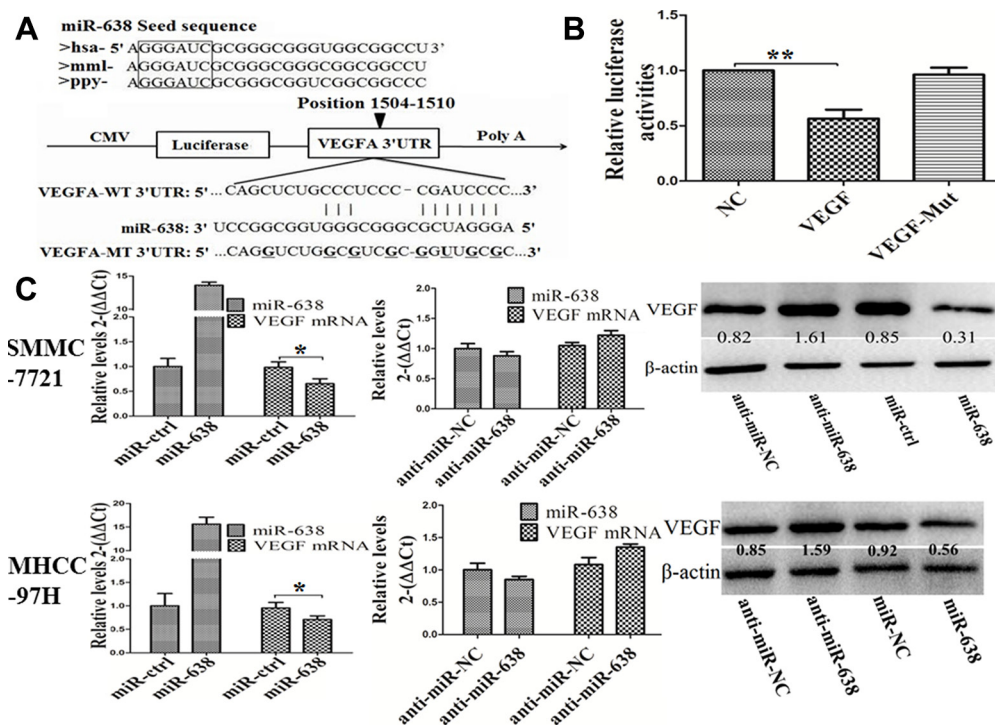 A
miR-638 Seed sequence
>hsa- 5' AGGGAUCGCGGGCGGGUGGCGGCCU 3'
>mml- AGGGAUCGCGGGCGGGCGGCGGCCU
>ppy- AGGGAUCGCGGGCGGUCGGCGGCCC
Position 1504-1510
CMV Luciferase VEGFA 3'UTR Poly A
VEGFA-WT 3'UTR: 5' ...CAGCUCUGCCCUCCC - CGAUCCCC...3'
miR-638: 3' UCCGGCGGUGGGCGGGCGCUAGGGA 5'
VEGFA-MT 3'UTR: 5' ...CAGGUCUGGCGUCGC-GGUUGCGC...3'
B
Relative luciferase activities
1.0
0.5
0.0
**
NC
VEGF
VEGF-Mut
C
SMMC
-7721
Relative levels 2-(ΔΔCt)
15
10
5
2.0
1.5
1.0
0.5
0.0
miR-638
VEGF mRNA
*
miR-ctrl
miR-638
miR-ctrl
miR-638
Relative levels
2-(ΔΔCt)
2.0
1.5
1.0
0.5
0.0
miR-638
VEGF mRNA
anti-miR-NC
anti-miR-638
anti-miR-NC
anti-miR-638
VEGF
0.82 1.61 0.85 0.31
β-actin
anti-miR-NC
anti-miR-638
miR-ctrl
miR-638
MHCC
-97H
Relative levels 2-(ΔΔCt)
20
15
10
2.0
1.5
1.0
0.5
0.0
miR-638
VEGF mRNA
*
miR-ctrl
miR-638
miR-ctrl
miR-638
Relative levels
2-(ΔΔCt)
2.0
1.5
1.0
0.5
0.0
miR-638
VEGF mRNA
anti-miR-NC
anti-miR-638
anti-miR-NC
anti-miR-638
VEGF
0.85 1.59 0.92 0.56
β-actin
anti-miR-NC
anti-miR-638
miR-NC
miR-638